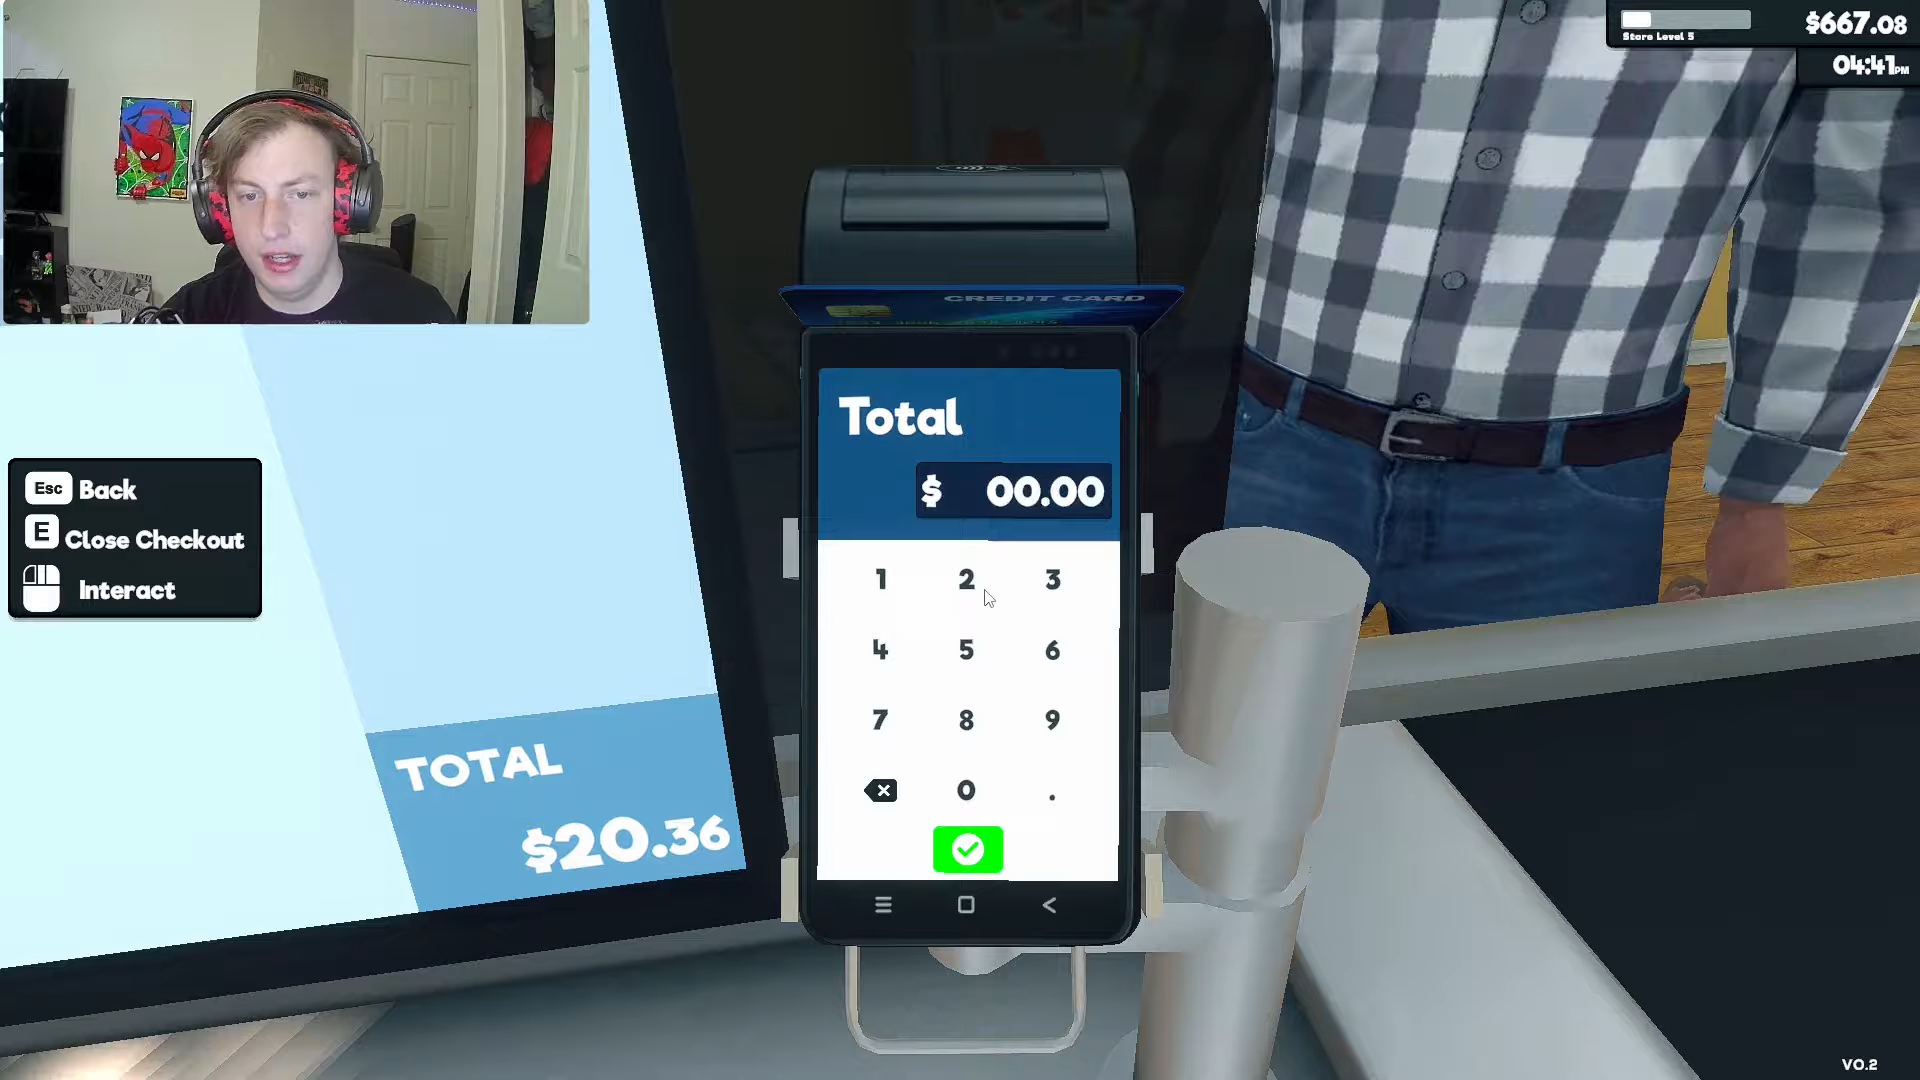 $667.08
Store Level 5
04:41PM
CREDIT CARD
Total
$ 00.00
Esc Back
E Close Checkout
Interact
1 2 3
4 5 6
7 8 9
0 .
TOTAL
$20.36
V0.2